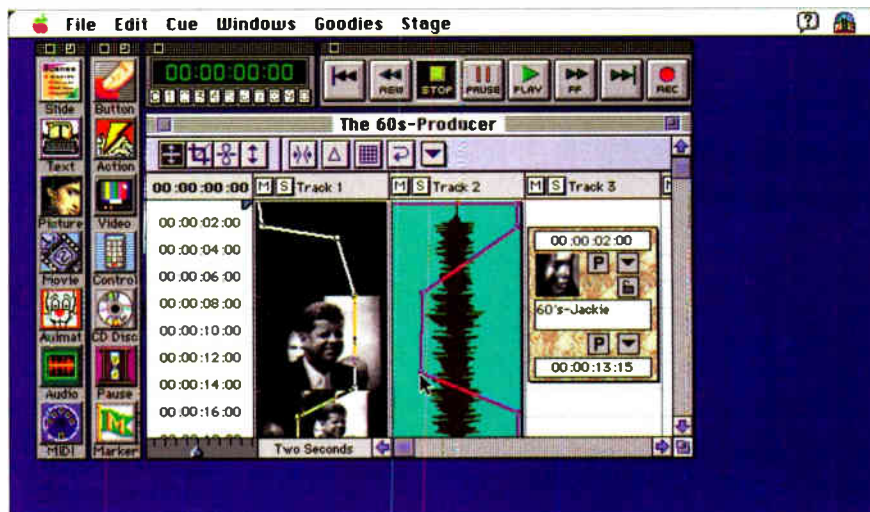 File Edit Cue Windows Goodies Stage
00:00:00:00
REW STOP PAUSE PLAY FF REC
Slide Button
The 60s-Producer
Text Action
00:00:00:00 M S Track 1 M S Track 2 M S Track 3
Picture Video
00:00:02:00
00:00:04:00
00:00:06:00
00:00:08:00
00:00:10:00
00:00:12:00
00:00:14:00
00:00:16:00
00:00:02:00
P
60's-Jackie
P
00:00:13:15
Movie Control
Animat CD Disc
Audio Pause
MIDI Marker
Two Seconds